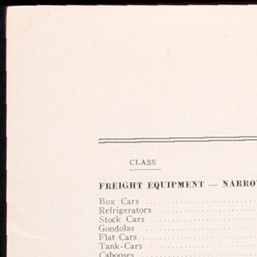 CLASS
FREIGHT EQUIPMENT — NARRO
Box Cars
Refrigerators
Stock Cars
Gondolas
Flat Cars
Tank-Cars
Cabooses